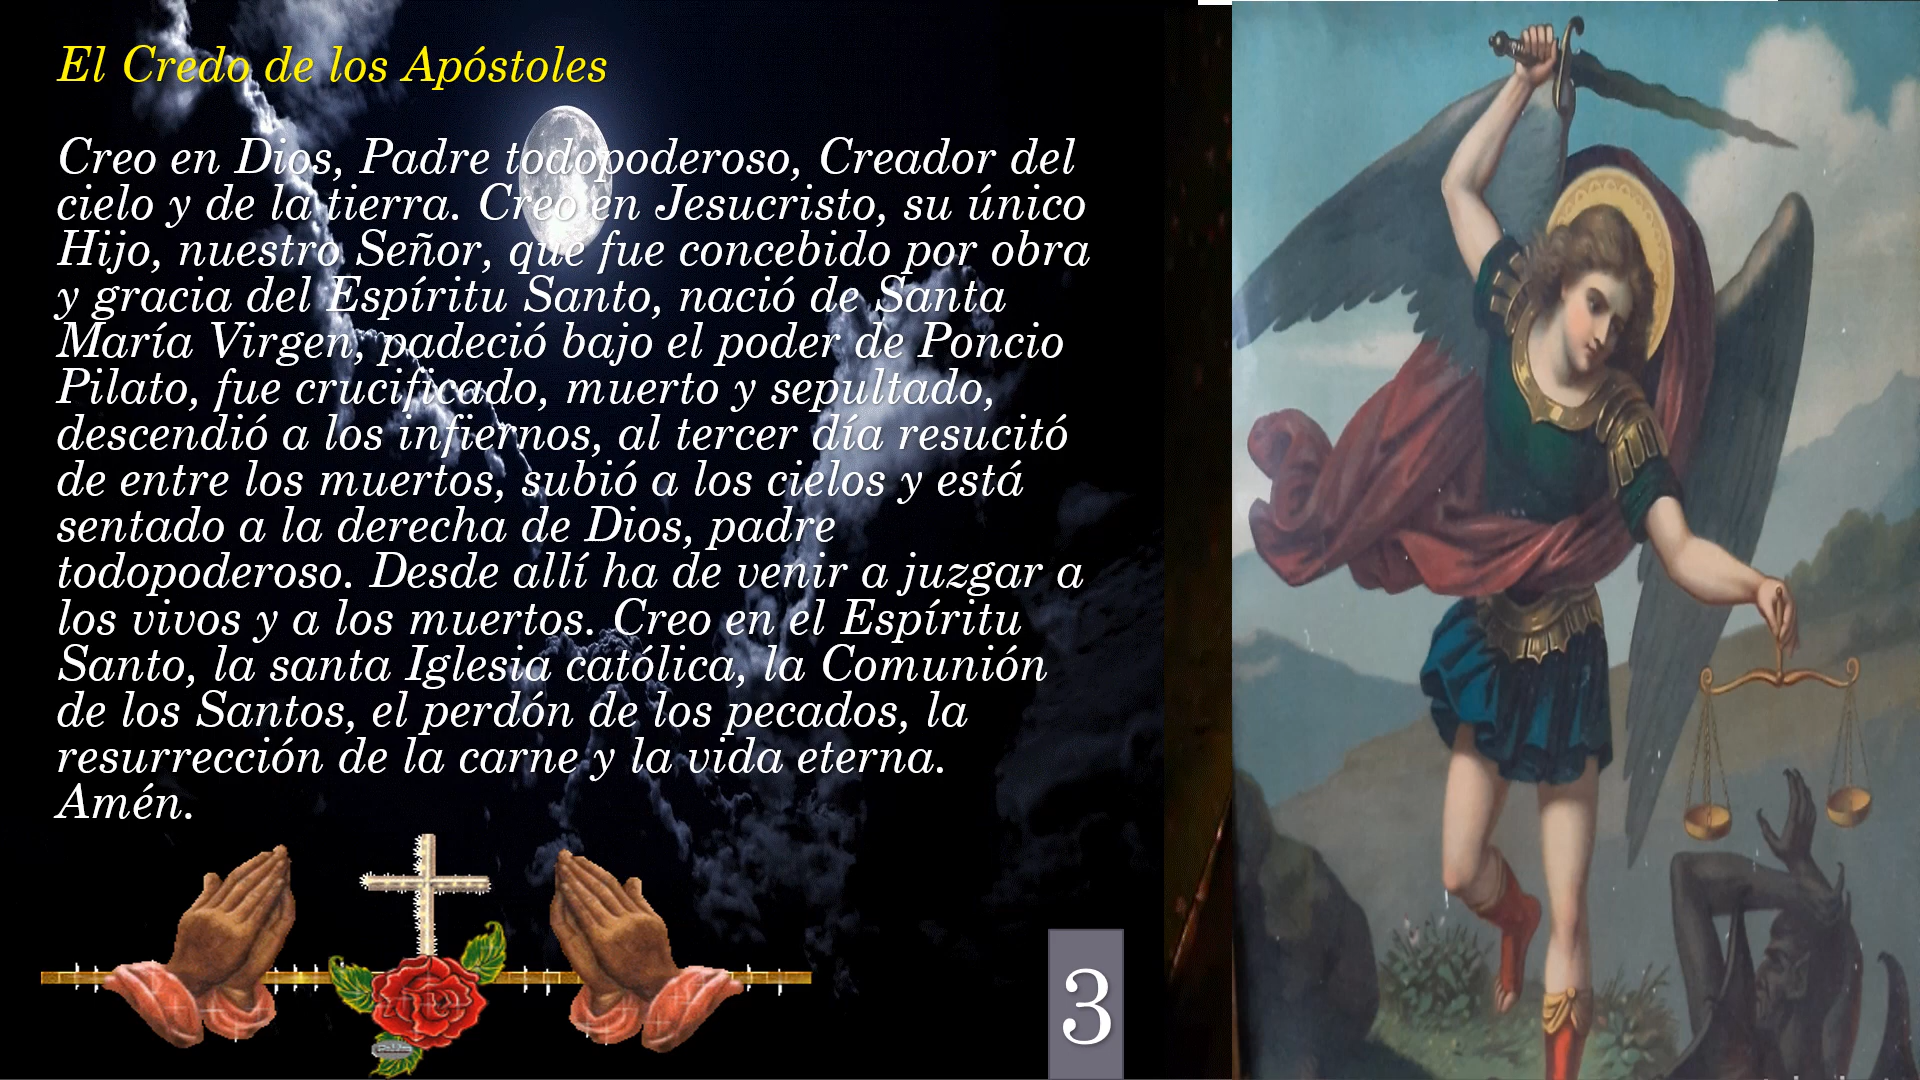 El Credo de los Apóstoles
Creo en Dios, Padre todopoderoso, Creador del
cielo y de la tierra. Creo en Jesucristo, su único
Hijo, nuestro Señor, que fue concebido por obra
y gracia del Espíritu Santo, nació de Santa
María Virgen, padeció bajo el poder de Poncio
Pilato, fue crucificado, muerto y sepultado,
descendió a los infiernos, al tercer día resucitó
de entre los muertos, subió a los cielos y está
sentado a la derecha de Dios, padre
todopoderoso. Desde allí ha de venir a juzgar a
los vivos y a los muertos. Creo en el Espíritu
Santo, la santa Iglesia católica, la Comunión
de los Santos, el perdón de los pecados, la
resurrección de la carne y la vida eterna.
Amén.
3